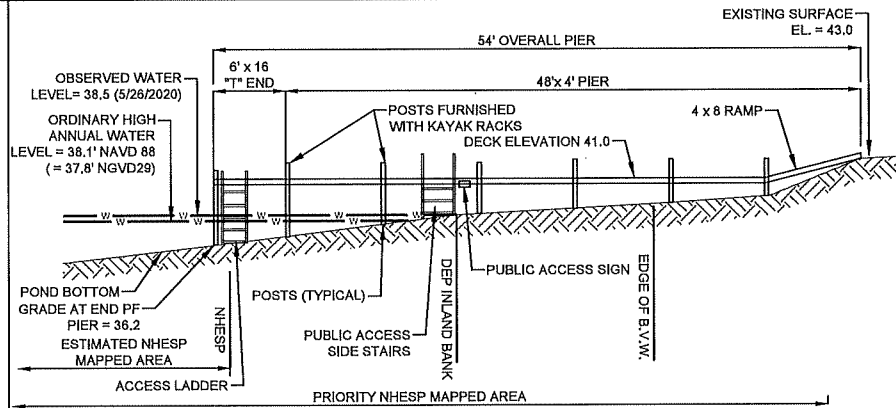 EXISTING SURFACE
EL. = 43.0
54' OVERALL PIER
6' x 16
"T" END
48'x 4' PIER
OBSERVED WATER
LEVEL= 38.5 (5/26/2020)
ORDINARY HIGH
ANNUAL WATER
LEVEL = 38.1' NAVD 88
( = 37.8' NGVD29)
POSTS FURNISHED
WITH KAYAK RACKS
DECK ELEVATION 41.0
4 x 8 RAMP
W W W W W
W W W W
POND BOTTOM
GRADE AT END PF
PIER = 36.2
NHESP
POSTS (TYPICAL)
PUBLIC ACCESS
SIDE STAIRS
DEP INLAND BANK
PUBLIC ACCESS SIGN
EDGE OF B.V.W.
ESTIMATED NHESP
MAPPED AREA
ACCESS LADDER
PRIORITY NHESP MAPPED AREA